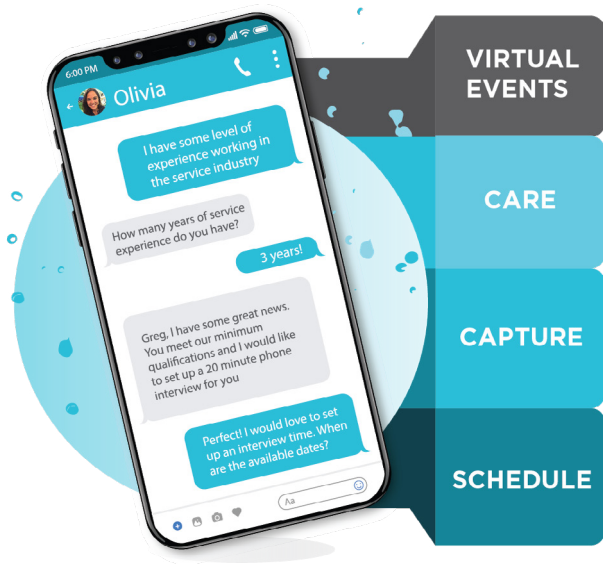 6:00 PM
Olivia
I have some level of
experience working in
the service industry
How many years of service
experience do you have?
3 years!
Greg, I have some great news.
You meet our minimum
qualifications and I would like
to set up a 20 minute phone
interview for you
Perfect! I would love to set
up an interview time. When
are the available dates?
Aa
VIRTUAL
EVENTS
CARE
CAPTURE
SCHEDULE